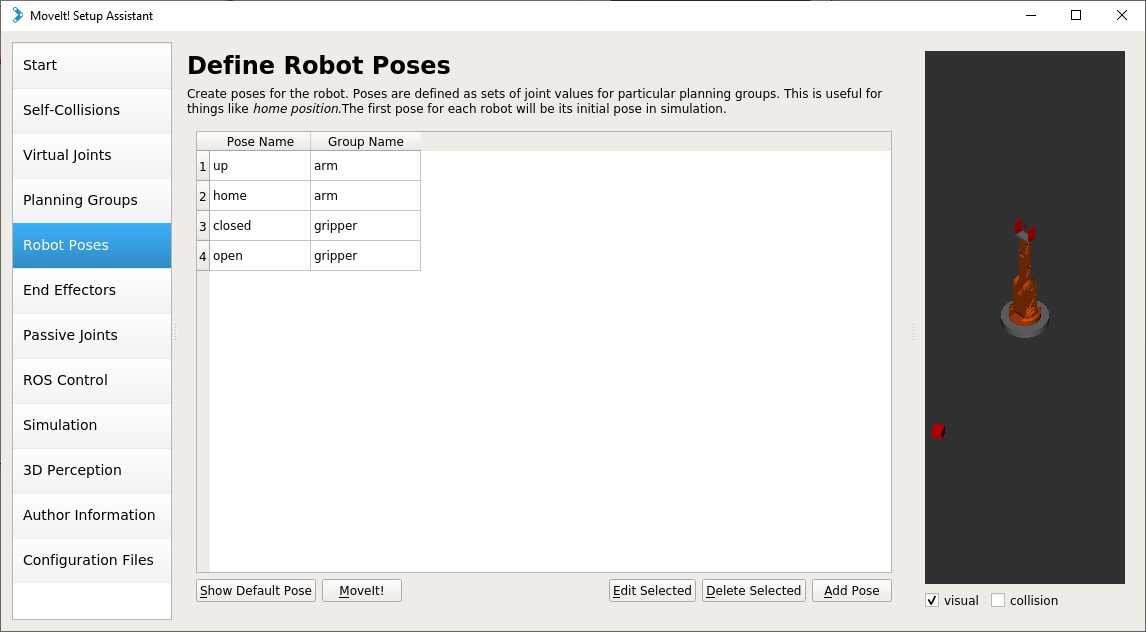 MoveIt! Setup Assistant
Start
Self-Collisions
Virtual Joints
Planning Groups
Robot Poses
End Effectors
Passive Joints
ROS Control
Simulation
3D Perception
Author Information
Configuration Files
Define Robot Poses
Create poses for the robot. Poses are defined as sets of joint values for particular planning groups. This is useful for
things like home position.The first pose for each robot will be its initial pose in simulation.
Pose Name Group Name
1 up arm
2 home arm
3 closed gripper
4 open gripper
Show Default Pose MoveIt! Edit Selected Delete Selected Add Pose
visual collision